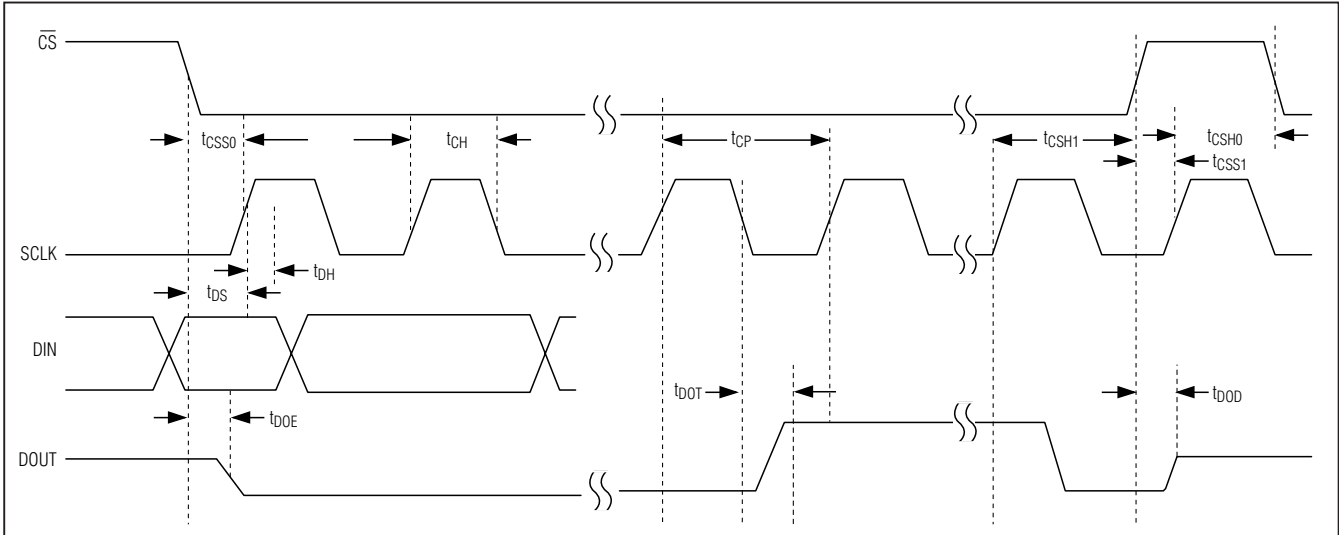 CS
tCSS0
tCH
tCP
tCSH1
tCSH0
tCSS1
SCLK
tDH
tDS
DIN
tDOT
tDOE
tDOD
DOUT